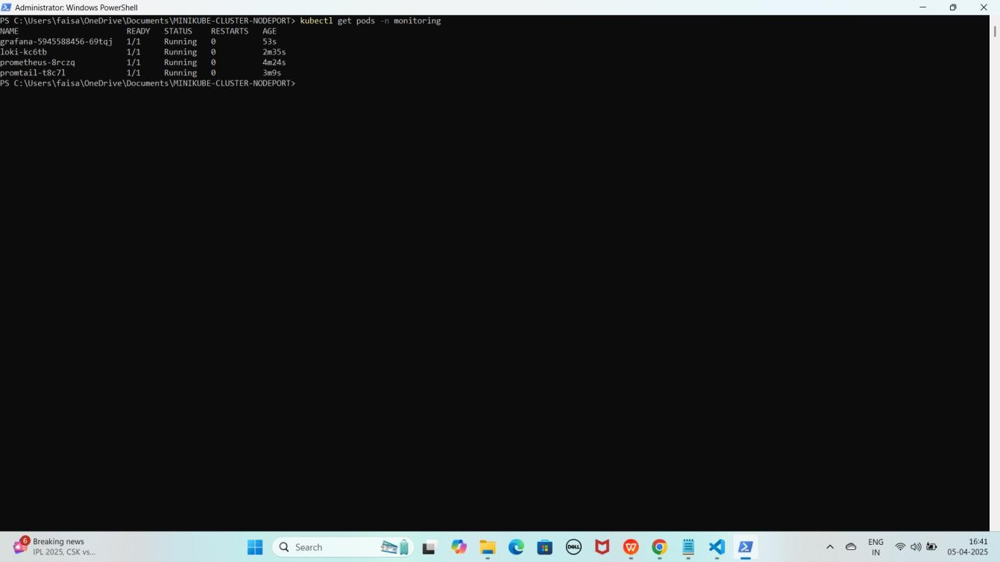 Administrator: Windows PowerShell
PS C:\Users\faisa\OneDrive\Documents\MINIKUBE-CLUSTER-NODEPORT> kubectl get pods -n monitoring
NAME READY STATUS RESTARTS AGE
grafana-5945588456-69tqj 1/1 Running 0 53s
loki-kc6tb 1/1 Running 0 2m35s
prometheus-8rczq 1/1 Running 0 4m24s
promtail-t8c7l 1/1 Running 0 3m9s
PS C:\Users\faisa\OneDrive\Documents\MINIKUBE-CLUSTER-NODEPORT>
6
Breaking news
IPL 2025, CSK vs...
Search
DELL
W
ENG
IN
16:41
05-04-2025